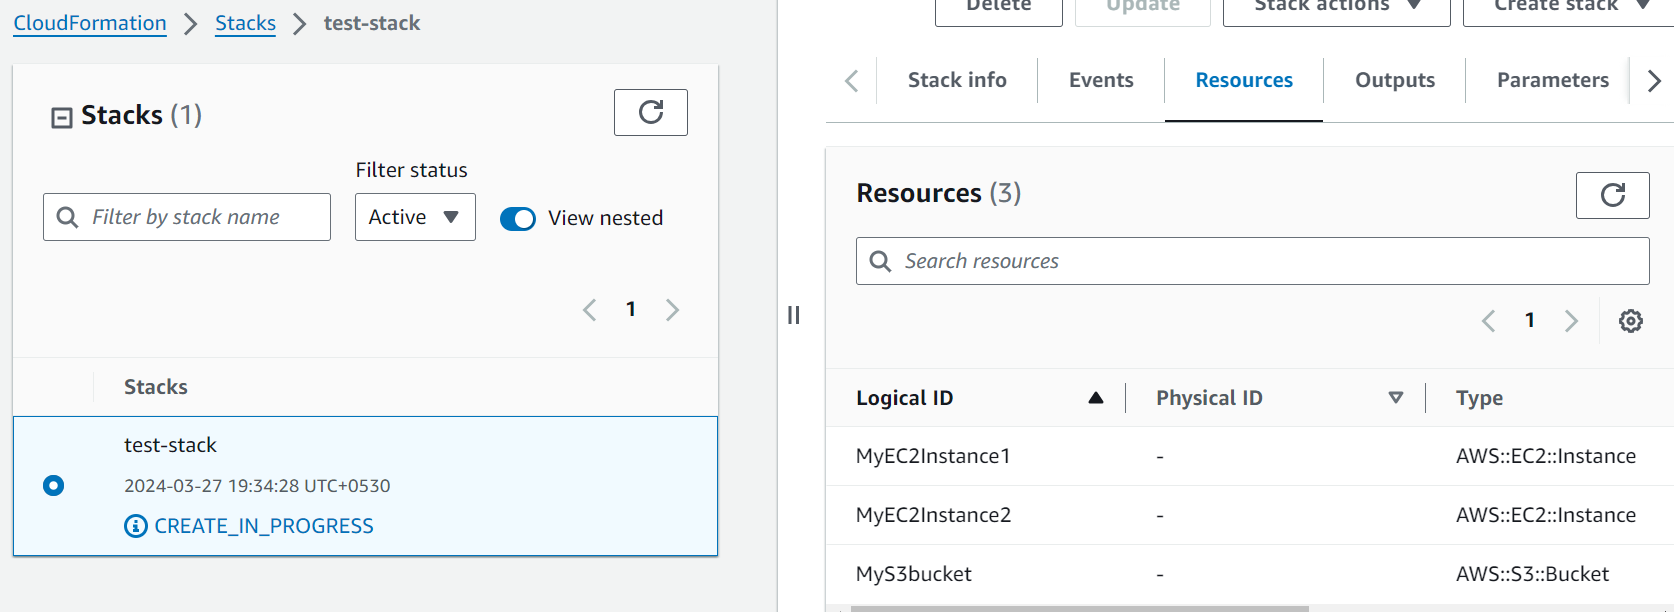 CloudFormation > Stacks > test-stack
Stacks (1)
Filter status
Filter by stack name
Active
View nested
1
Stacks
test-stack
2024-03-27 19:34:28 UTC+0530
CREATE_IN_PROGRESS
Delete Update Stack actions Create stack
Stack info Events Resources Outputs Parameters
Resources (3)
Search resources
1
Logical ID Physical ID Type
MyEC2Instance1 - AWS::EC2::Instance
MyEC2Instance2 - AWS::EC2::Instance
MyS3bucket - AWS::S3::Bucket